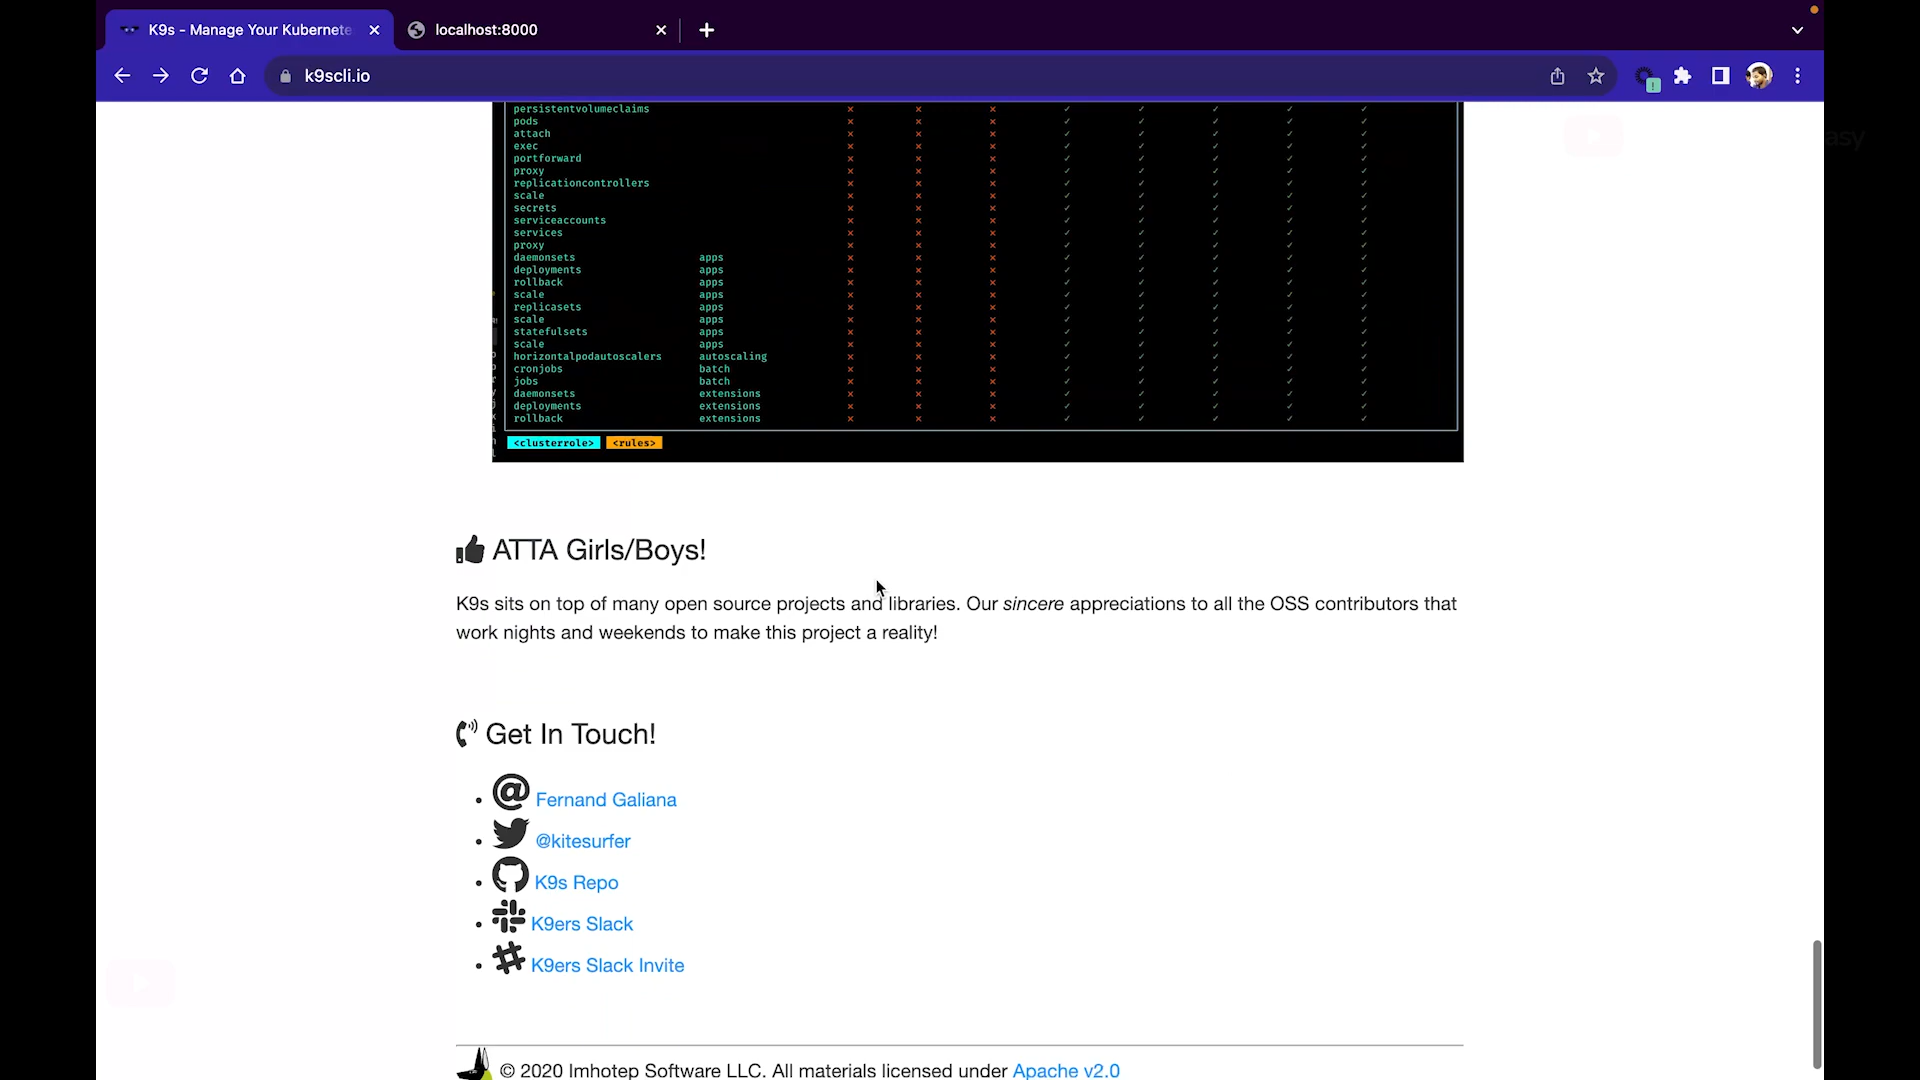 K9s - Manage Your Kubernete
localhost:8000
k9scli.io
asy
persistentvolumeclaims × × × ✓ ✓ ✓ ✓ ✓
pods × × × ✓ ✓ ✓ ✓ ✓
attach × × × ✓ ✓ ✓ ✓ ✓
exec × × × ✓ ✓ ✓ ✓ ✓
portforward × × × ✓ ✓ ✓ ✓ ✓
proxy × × × ✓ ✓ ✓ ✓ ✓
replicationcontrollers × × × ✓ ✓ ✓ ✓ ✓
scale × × × ✓ ✓ ✓ ✓ ✓
secrets × × × ✓ ✓ ✓ ✓ ✓
serviceaccounts × × × ✓ ✓ ✓ ✓ ✓
services × × × ✓ ✓ ✓ ✓ ✓
proxy × × × ✓ ✓ ✓ ✓ ✓
daemonsets apps × × × ✓ ✓ ✓ ✓ ✓
deployments apps × × × ✓ ✓ ✓ ✓ ✓
rollback apps × × × ✓ ✓ ✓ ✓ ✓
scale apps × × × ✓ ✓ ✓ ✓ ✓
replicasets apps × × × ✓ ✓ ✓ ✓ ✓
scale apps × × × ✓ ✓ ✓ ✓ ✓
statefulsets apps × × × ✓ ✓ ✓ ✓ ✓
scale apps × × × ✓ ✓ ✓ ✓ ✓
horizontalpodautoscalers autoscaling × × × ✓ ✓ ✓ ✓ ✓
cronjobs batch × × × ✓ ✓ ✓ ✓ ✓
jobs batch × × × ✓ ✓ ✓ ✓ ✓
daemonsets extensions × × × ✓ ✓ ✓ ✓ ✓
deployments extensions × × × ✓ ✓ ✓ ✓ ✓
rollback extensions × × × ✓ ✓ ✓ ✓ ✓
<clusterrole> <rules>
ATTA Girls/Boys!
K9s sits on top of many open source projects and libraries. Our sincere appreciations to all the OSS contributors that
work nights and weekends to make this project a reality!
Get In Touch!
• Fernand Galiana
• @kitesurfer
• K9s Repo
• K9ers Slack
• K9ers Slack Invite
© 2020 Imhotep Software LLC. All materials licensed under Apache v2.0